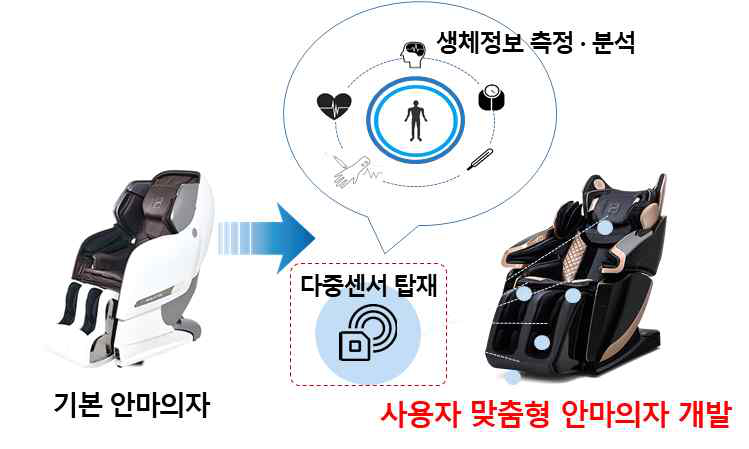 생체정보 측정 · 분석
다중센서 탑재
기본 안마의자
사용자 맞춤형 안마의자 개발